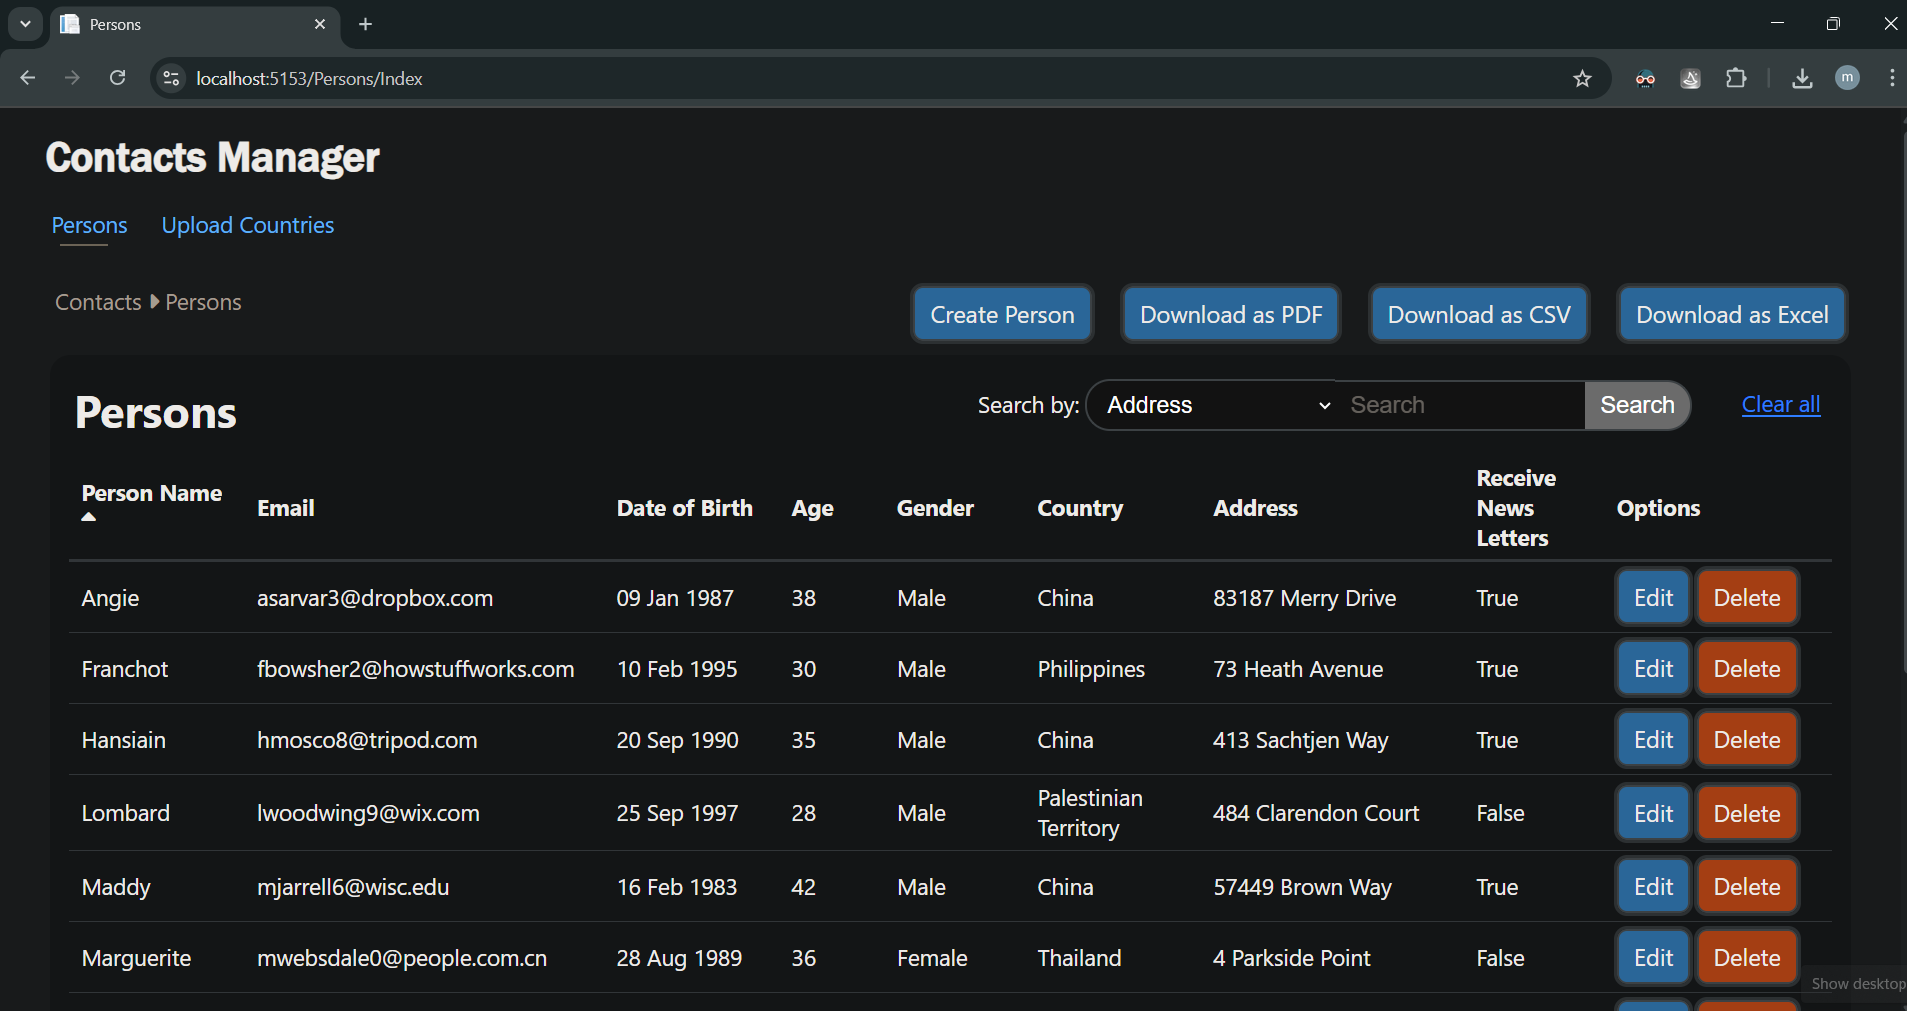 Persons
localhost:5153/Persons/Index
m
Contacts Manager
Persons Upload Countries
Contacts Persons
Create Person Download as PDF Download as CSV Download as Excel
Persons
Search by: Address Search Search Clear all
Person Name Email Date of Birth Age Gender Country Address Receive News Letters Options
Angie asarvar3@dropbox.com 09 Jan 1987 38 Male China 83187 Merry Drive True Edit Delete
Franchot fbowsher2@howstuffworks.com 10 Feb 1995 30 Male Philippines 73 Heath Avenue True Edit Delete
Hansiain hmosco8@tripod.com 20 Sep 1990 35 Male China 413 Sachtjen Way True Edit Delete
Lombard lwoodwing9@wix.com 25 Sep 1997 28 Male Palestinian Territory 484 Clarendon Court False Edit Delete
Maddy mjarrell6@wisc.edu 16 Feb 1983 42 Male China 57449 Brown Way True Edit Delete
Marguerite mwebsdale0@people.com.cn 28 Aug 1989 36 Female Thailand 4 Parkside Point False Edit Delete
Show desktop